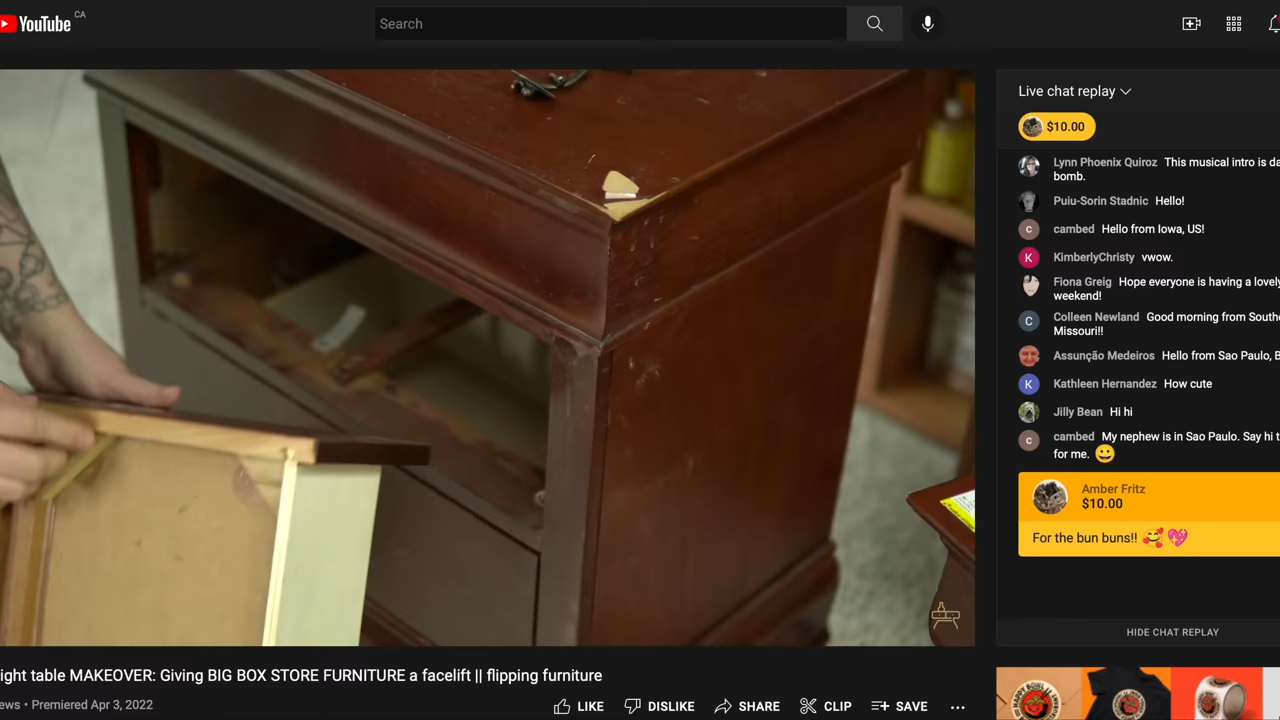 YouTube CA
Search
Live chat replay
$10.00
Lynn Phoenix Quiroz This musical intro is da
bomb.
Puiu-Sorin Stadnic Hello!
c cambed Hello from Iowa, US!
K KimberlyChristy vwow.
Fiona Greig Hope everyone is having a lovely
weekend!
C Colleen Newland Good morning from Southe
Missouri!!
Assunção Medeiros Hello from Sao Paulo, B
K Kathleen Hernandez How cute
Jilly Bean Hi hi
c cambed My nephew is in Sao Paulo. Say hi t
for me. 😀
Amber Fritz
$10.00
For the bun buns!! 🥰 💖
HIDE CHAT REPLAY
ight table MAKEOVER: Giving BIG BOX STORE FURNITURE a facelift || flipping furniture
ews • Premiered Apr 3, 2022
LIKE DISLIKE SHARE CLIP SAVE ...